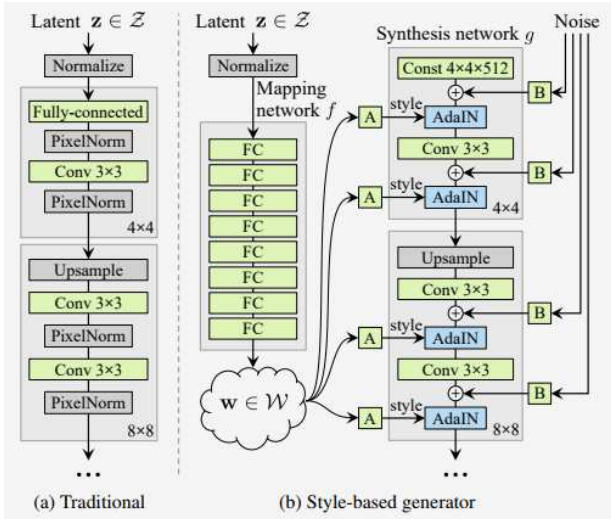 Latent z ∈ Z
Normalize
Fully-connected
PixelNorm
Conv 3×3
PixelNorm
4×4
Upsample
Conv 3×3
PixelNorm
Conv 3×3
PixelNorm
8×8
...
(a) Traditional
Latent z ∈ Z
Normalize
Mapping
network f
FC
FC
FC
FC
FC
FC
FC
FC
w ∈ W
A
style
A
style
A
style
A
style
Synthesis network g
Const 4×4×512
AdaIN
Conv 3×3
AdaIN
4×4
Upsample
Conv 3×3
AdaIN
Conv 3×3
AdaIN
8×8
...
Noise
B
B
B
B
(b) Style-based generator